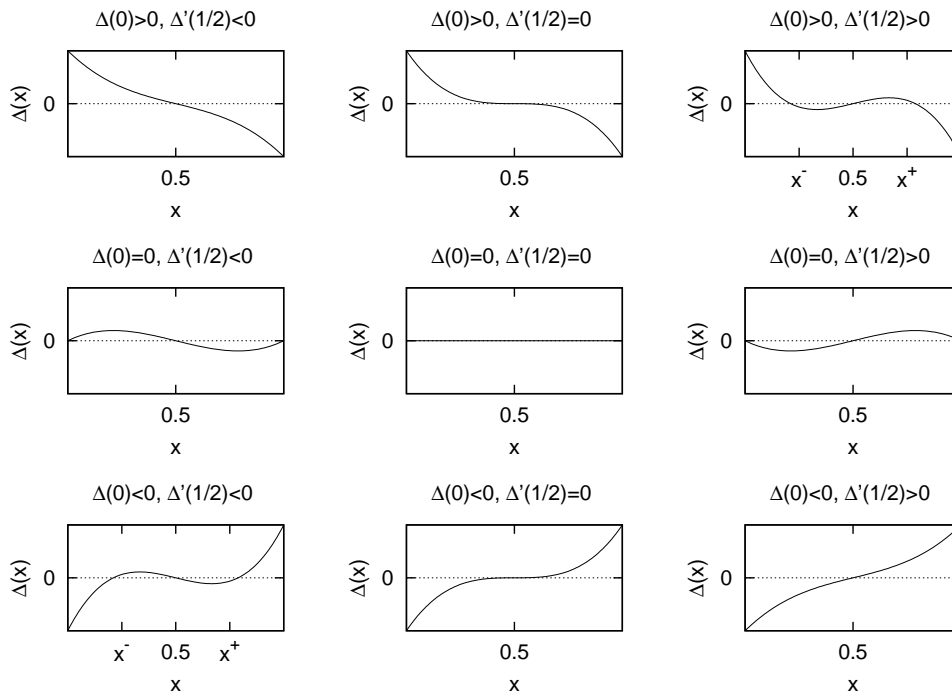 Δ(0)>0, Δ'(1/2)<0
Δ(x)
0
0.5
x
Δ(0)>0, Δ'(1/2)=0
Δ(x)
0
0.5
x
Δ(0)>0, Δ'(1/2)>0
Δ(x)
0
x⁻ 0.5 x⁺
x
Δ(0)=0, Δ'(1/2)<0
Δ(x)
0
0.5
x
Δ(0)=0, Δ'(1/2)=0
Δ(x)
0
0.5
x
Δ(0)=0, Δ'(1/2)>0
Δ(x)
0
0.5
x
Δ(0)<0, Δ'(1/2)<0
Δ(x)
0
x⁻ 0.5 x⁺
x
Δ(0)<0, Δ'(1/2)=0
Δ(x)
0
0.5
x
Δ(0)<0, Δ'(1/2)>0
Δ(x)
0
0.5
x